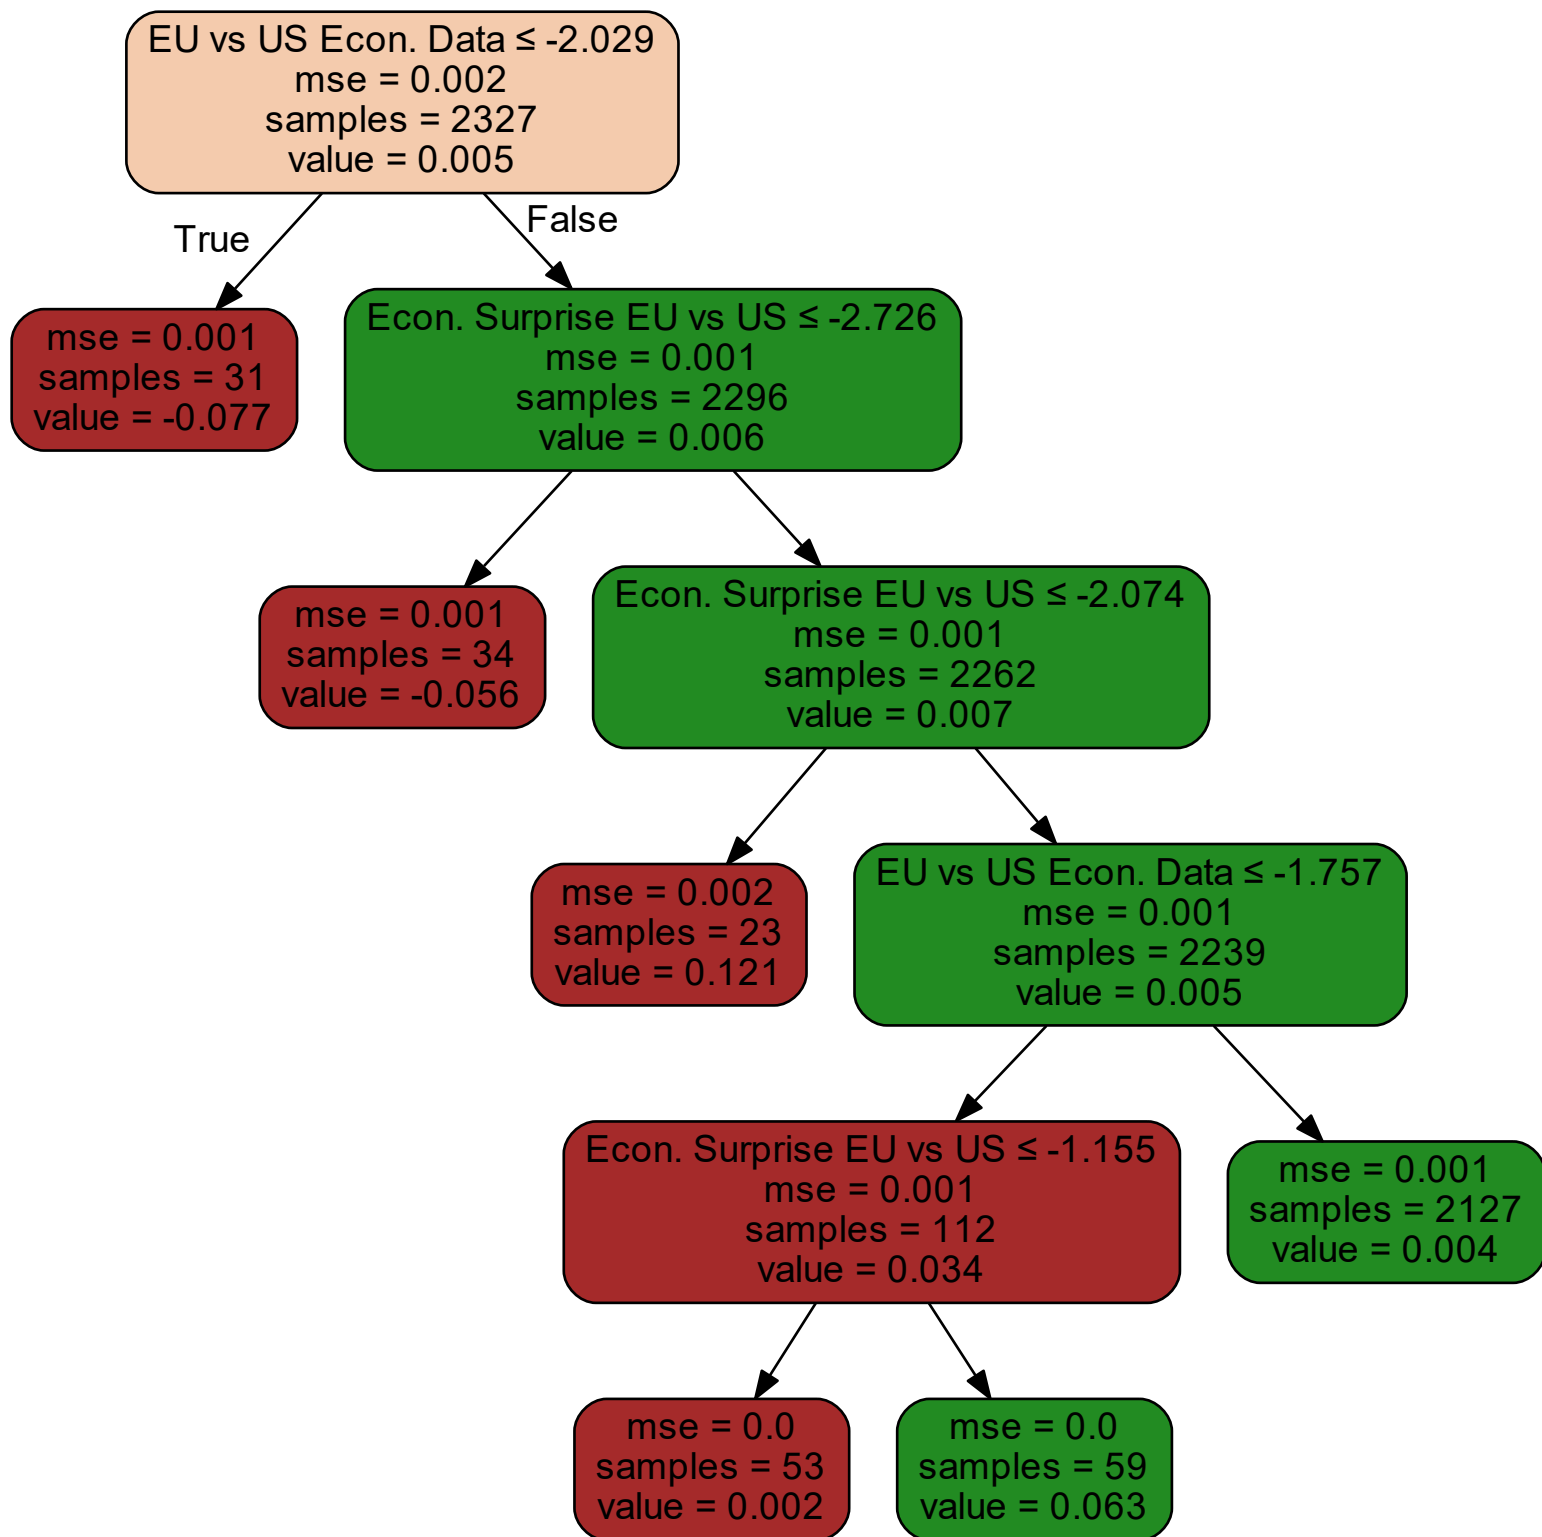 EU vs US Econ. Data ≤ -2.029
mse = 0.002
samples = 2327
value = 0.005
True
False
mse = 0.001
samples = 31
value = -0.077
Econ. Surprise EU vs US ≤ -2.726
mse = 0.001
samples = 2296
value = 0.006
mse = 0.001
samples = 34
value = -0.056
Econ. Surprise EU vs US ≤ -2.074
mse = 0.001
samples = 2262
value = 0.007
mse = 0.002
samples = 23
value = 0.121
EU vs US Econ. Data ≤ -1.757
mse = 0.001
samples = 2239
value = 0.005
Econ. Surprise EU vs US ≤ -1.155
mse = 0.001
samples = 112
value = 0.034
mse = 0.001
samples = 2127
value = 0.004
mse = 0.0
samples = 53
value = 0.002
mse = 0.0
samples = 59
value = 0.063